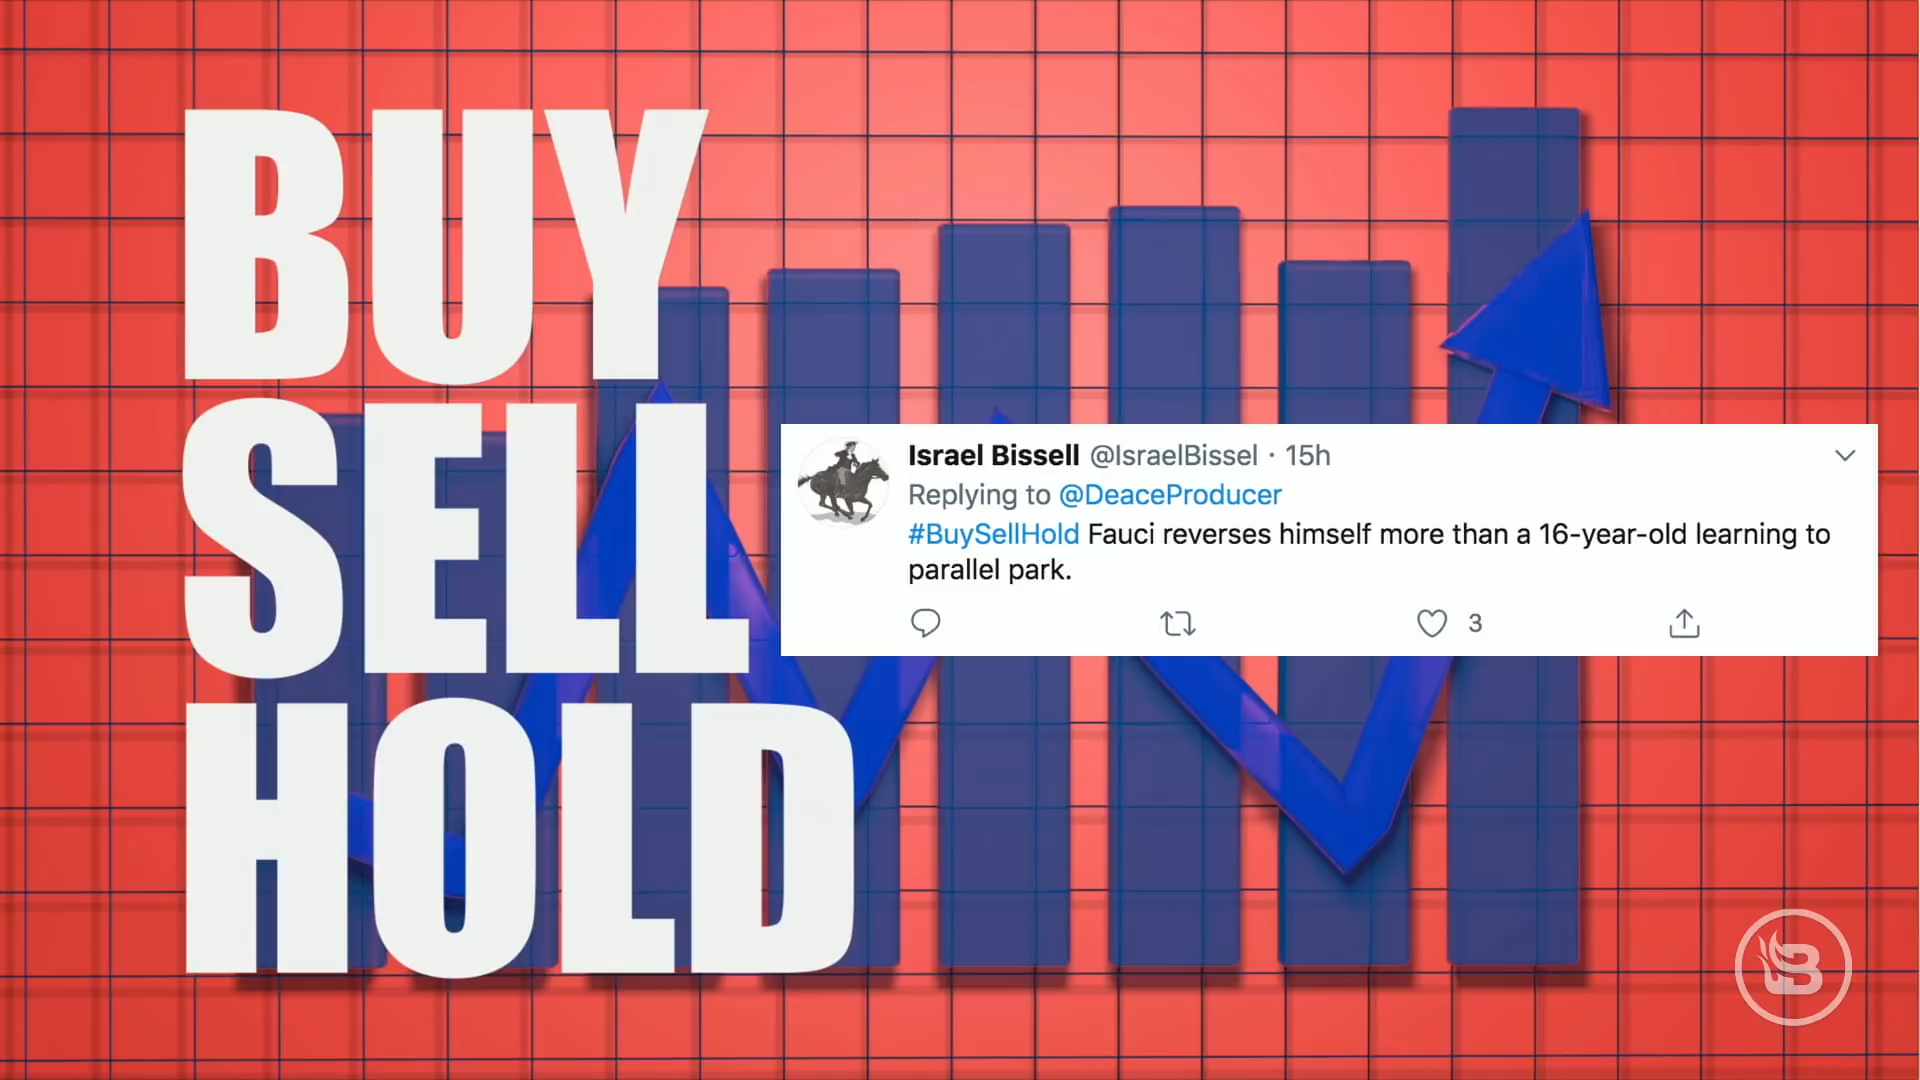 BUY
SELL
HOLD
Israel Bissell @IsraelBissel · 15h
Replying to @DeaceProducer
#BuySellHold Fauci reverses himself more than a 16-year-old learning to
parallel park.
3
B